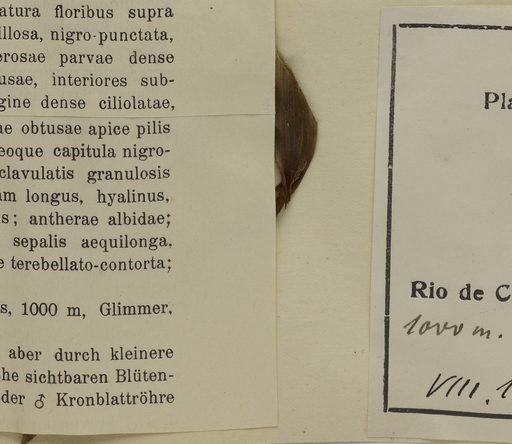 atura floribus supra
illosa, nigro-punctata,
erosae parvae dense
usae, interiores sub-
gine dense ciliolatae,
ae obtusae apice pilis
eoque capitula nigro-
clavulatis granulosis
am longus, hyalinus,
s; antherae albidae;
sepalis aequilonga.
e terebellato-contorta;
s, 1000 m, Glimmer.
aber durch kleinere
he sichtbaren Blüten-
der ♂ Kronblattröhre
Pla
Rio de C
1000 m.
VIII. 1